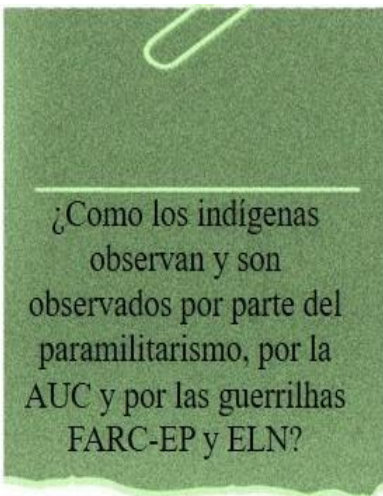 ¿Como los indígenas
observan y son
observados por parte del
paramilitarismo, por la
AUC y por las guerrilhas
FARC-EP y ELN?